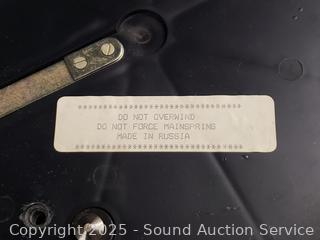 ************************************
DO NOT OVERWIND
DO NOT FORCE MAINSPRING
MADE IN RUSSIA
************************************
Copyright © 2025 - Sound Auction Service